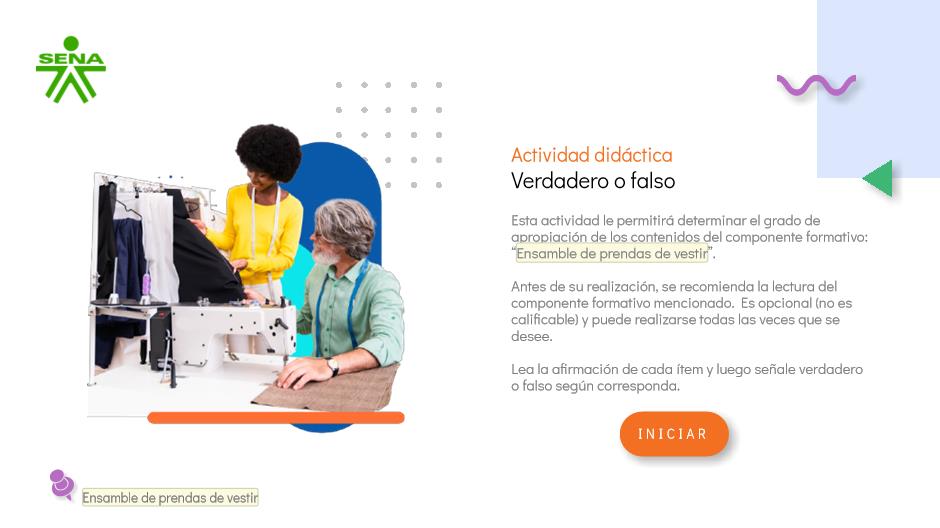 SENA
Actividad didáctica
Verdadero o falso
Esta actividad le permitirá determinar el grado de
apropiación de los contenidos del componente formativo:
“Ensamble de prendas de vestir”.
Antes de su realización, se recomienda la lectura del
componente formativo mencionado. Es opcional (no es
calificable) y puede realizarse todas las veces que se
desee.
Lea la afirmación de cada ítem y luego señale verdadero
o falso según corresponda.
INICIAR
Ensamble de prendas de vestir